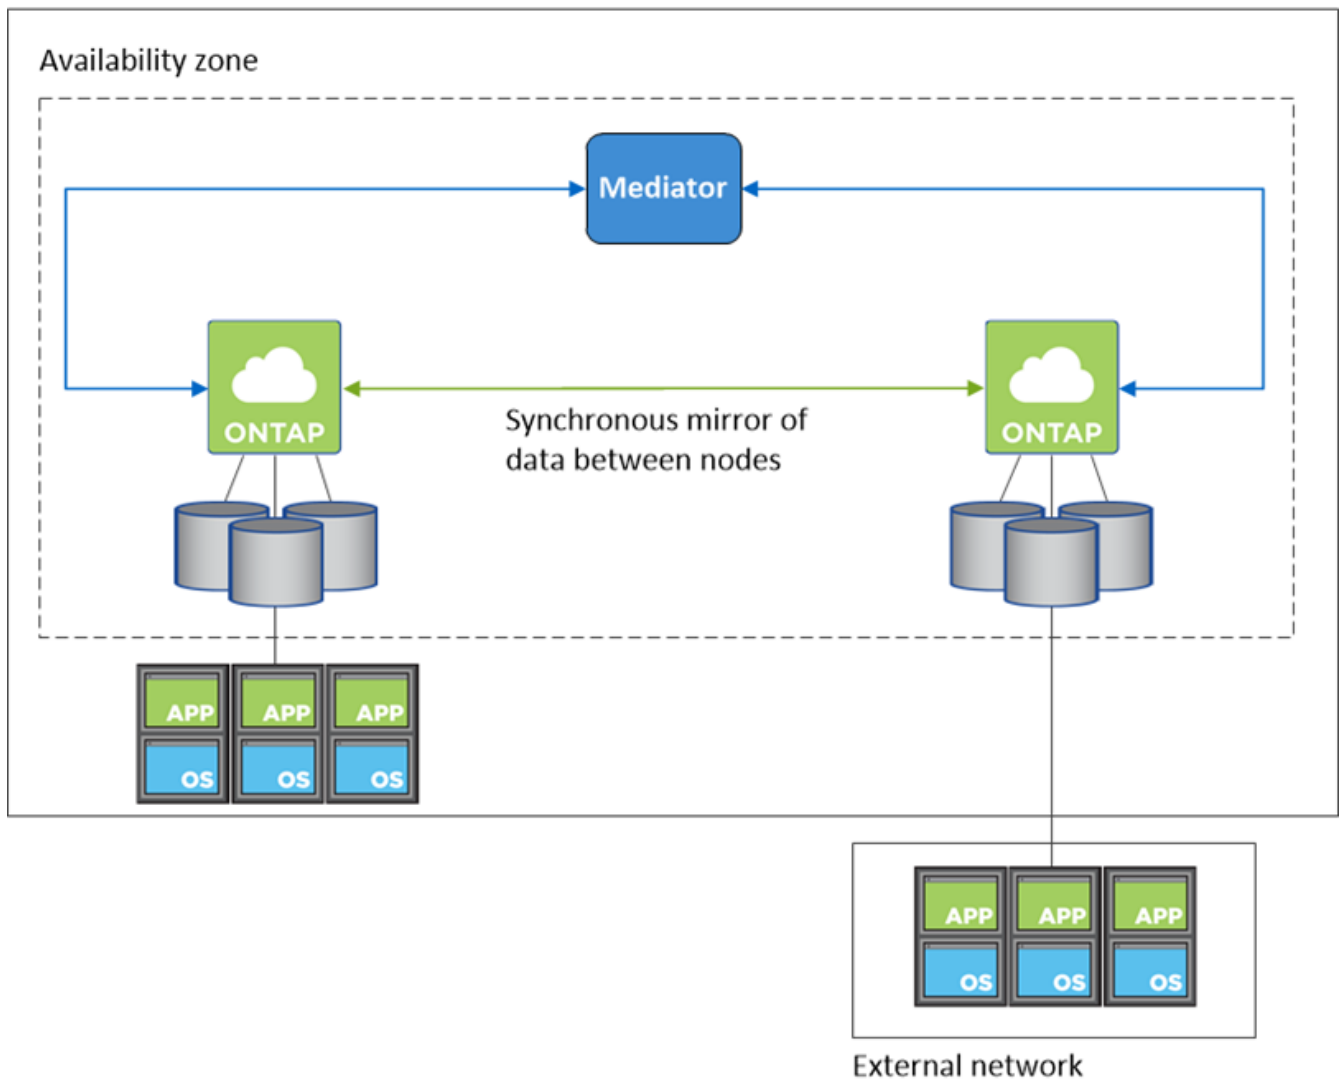 Availability zone
Mediator
ONTAP
ONTAP
Synchronous mirror of
data between nodes
APP APP APP
OS OS OS
APP APP APP
OS OS OS
External network